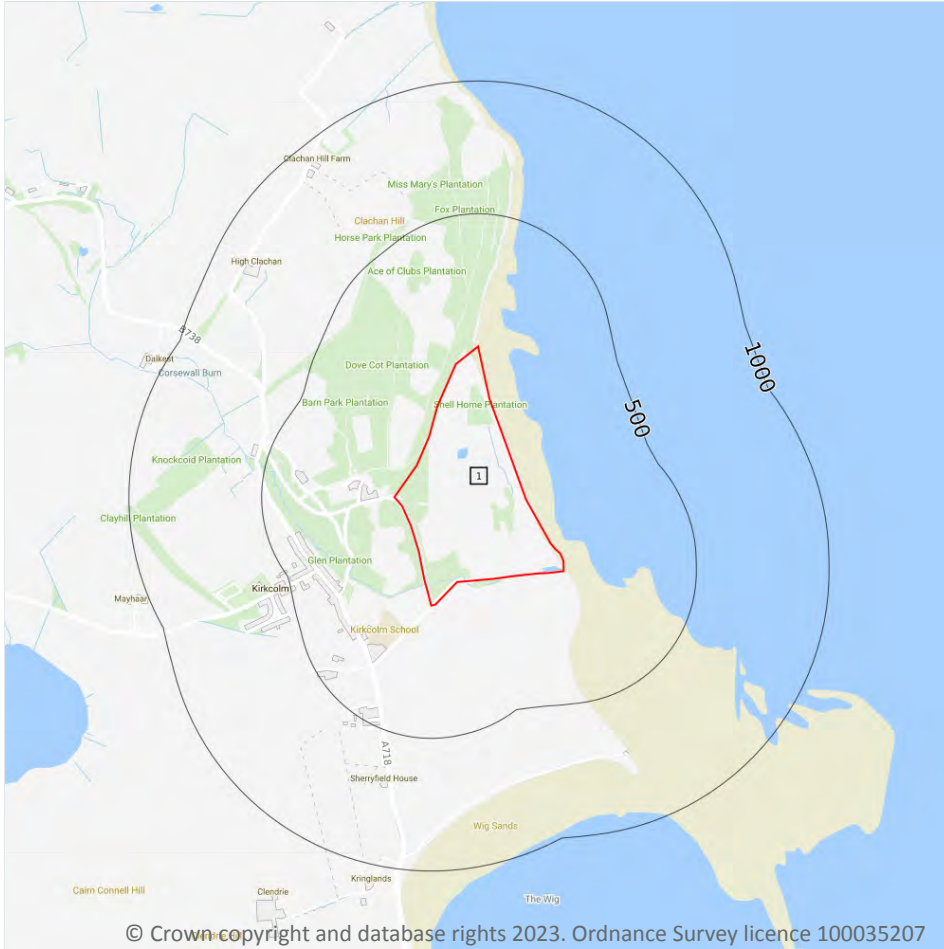 Clachan Hill Farm
Miss Mary's Plantation
Fox Plantation
Clachan Hill
Horse Park Plantation
High Clachan
Ace of Clubs Plantation
B738
1000
Dalkest
Dove Cot Plantation
Corsewall Burn
Barn Park Plantation
Shell Home Plantation
500
Knockcoid Plantation
1
Clayhill Plantation
Glen Plantation
Kirkcolm
Mayhaar
Kirkcolm School
A718
Sherryfield House
Wig Sands
Kringlands
Cairn Connell Hill
Clendrie
The Wig
© Crown copyright and database rights 2023. Ordnance Survey licence 100035207